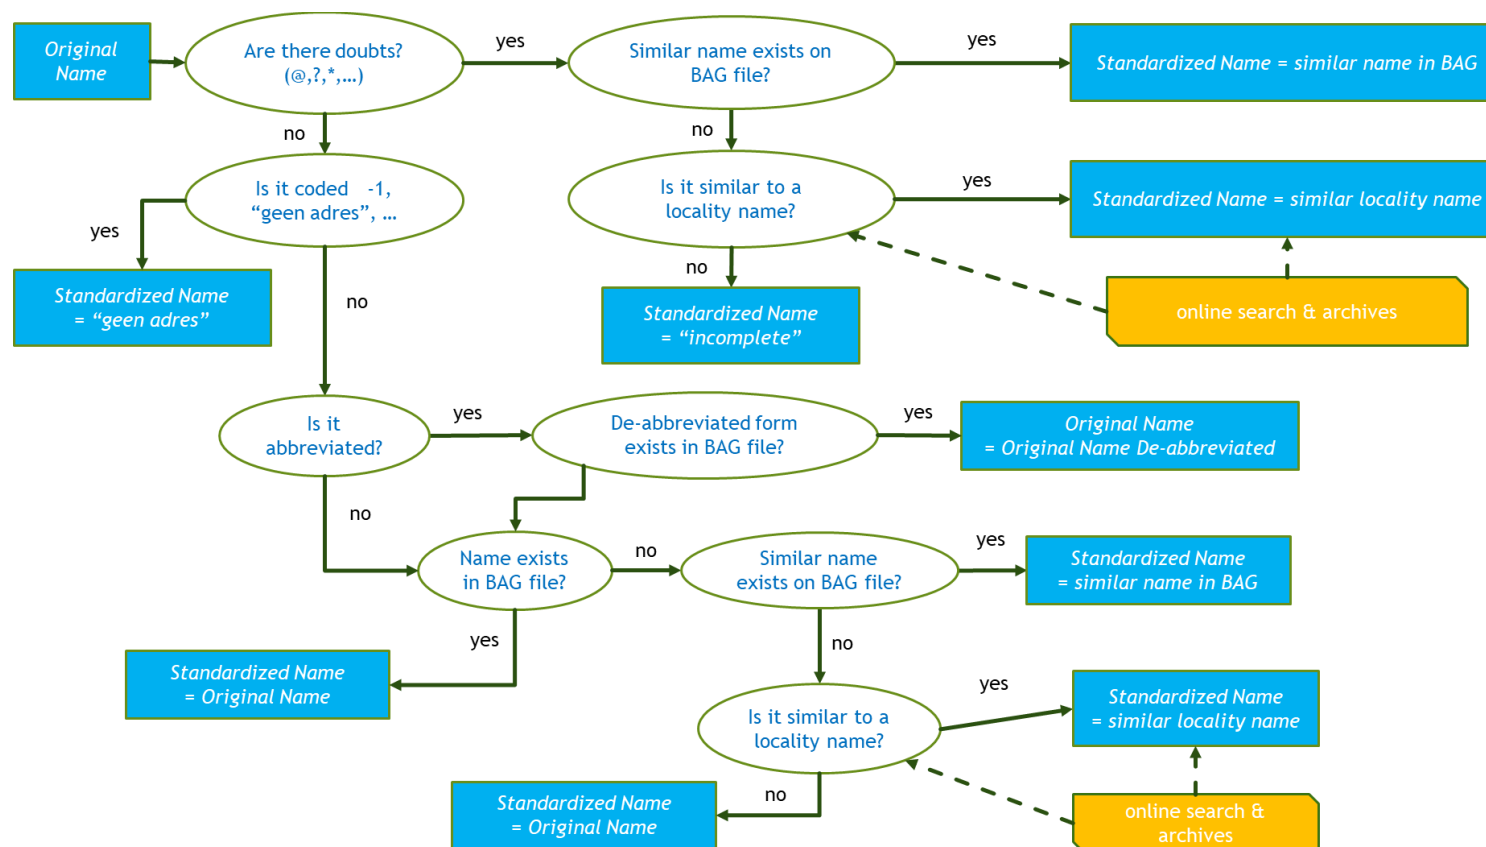 Original
Name
Are there doubts?
(@,?,*,…)
yes
Similar name exists on
BAG file?
yes
Standardized Name = similar name in BAG
no
no
Is it coded   -1,
“geen adres”, …
Is it similar to a
locality name?
yes
Standardized Name = similar locality name
yes
no
Standardized Name
= “geen adres”
no
Standardized Name
= “incomplete”
online search & archives
Is it
abbreviated?
yes
De-abbreviated form
exists in BAG file?
yes
Original Name
= Original Name De-abbreviated
no
Name exists
in BAG file?
no
Similar name
exists on BAG file?
yes
Standardized Name
= similar name in BAG
yes
no
Standardized Name
= Original Name
Is it similar to a
locality name?
yes
Standardized Name
= similar locality name
no
Standardized Name
= Original Name
online search &
archives